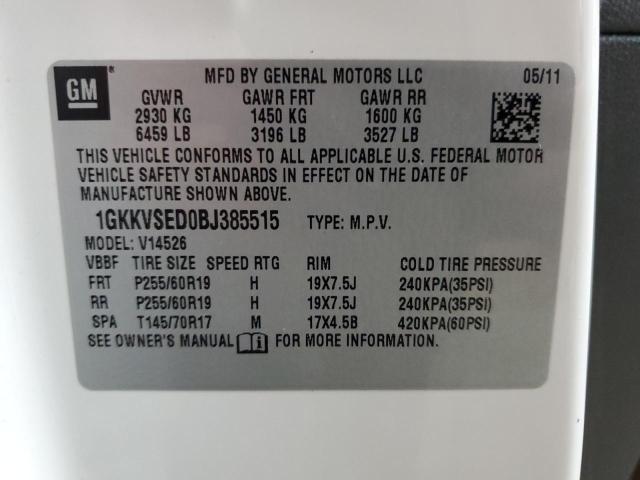 GM ® MFD BY GENERAL MOTORS LLC 05/11
GVWR GAWR FRT GAWR RR
2930 KG 1450 KG 1600 KG
6459 LB 3196 LB 3527 LB
THIS VEHICLE CONFORMS TO ALL APPLICABLE U.S. FEDERAL MOTOR
VEHICLE SAFETY STANDARDS IN EFFECT ON THE DATE OF
MANUFACTURE SHOWN ABOVE.
1GKKVSED0BJ385515 TYPE: M.P.V.
MODEL: V14526
VBBF TIRE SIZE SPEED RTG RIM COLD TIRE PRESSURE
FRT P255/60R19 H 19X7.5J 240KPA(35PSI)
RR P255/60R19 H 19X7.5J 240KPA(35PSI)
SPA T145/70R17 M 17X4.5B 420KPA(60PSI)
SEE OWNER'S MANUAL i FOR MORE INFORMATION.